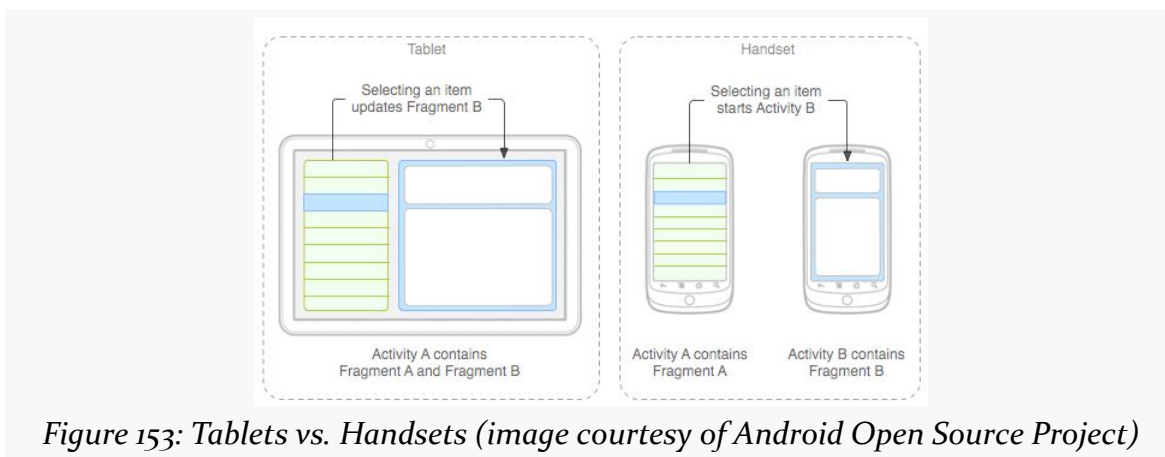 Tablet
Selecting an item
updates Fragment B
Activity A contains
Fragment A and Fragment B
Handset
Selecting an item
starts Activity B
Activity A contains
Fragment A
Activity B contains
Fragment B
Figure 153: Tablets vs. Handsets (image courtesy of Android Open Source Project)